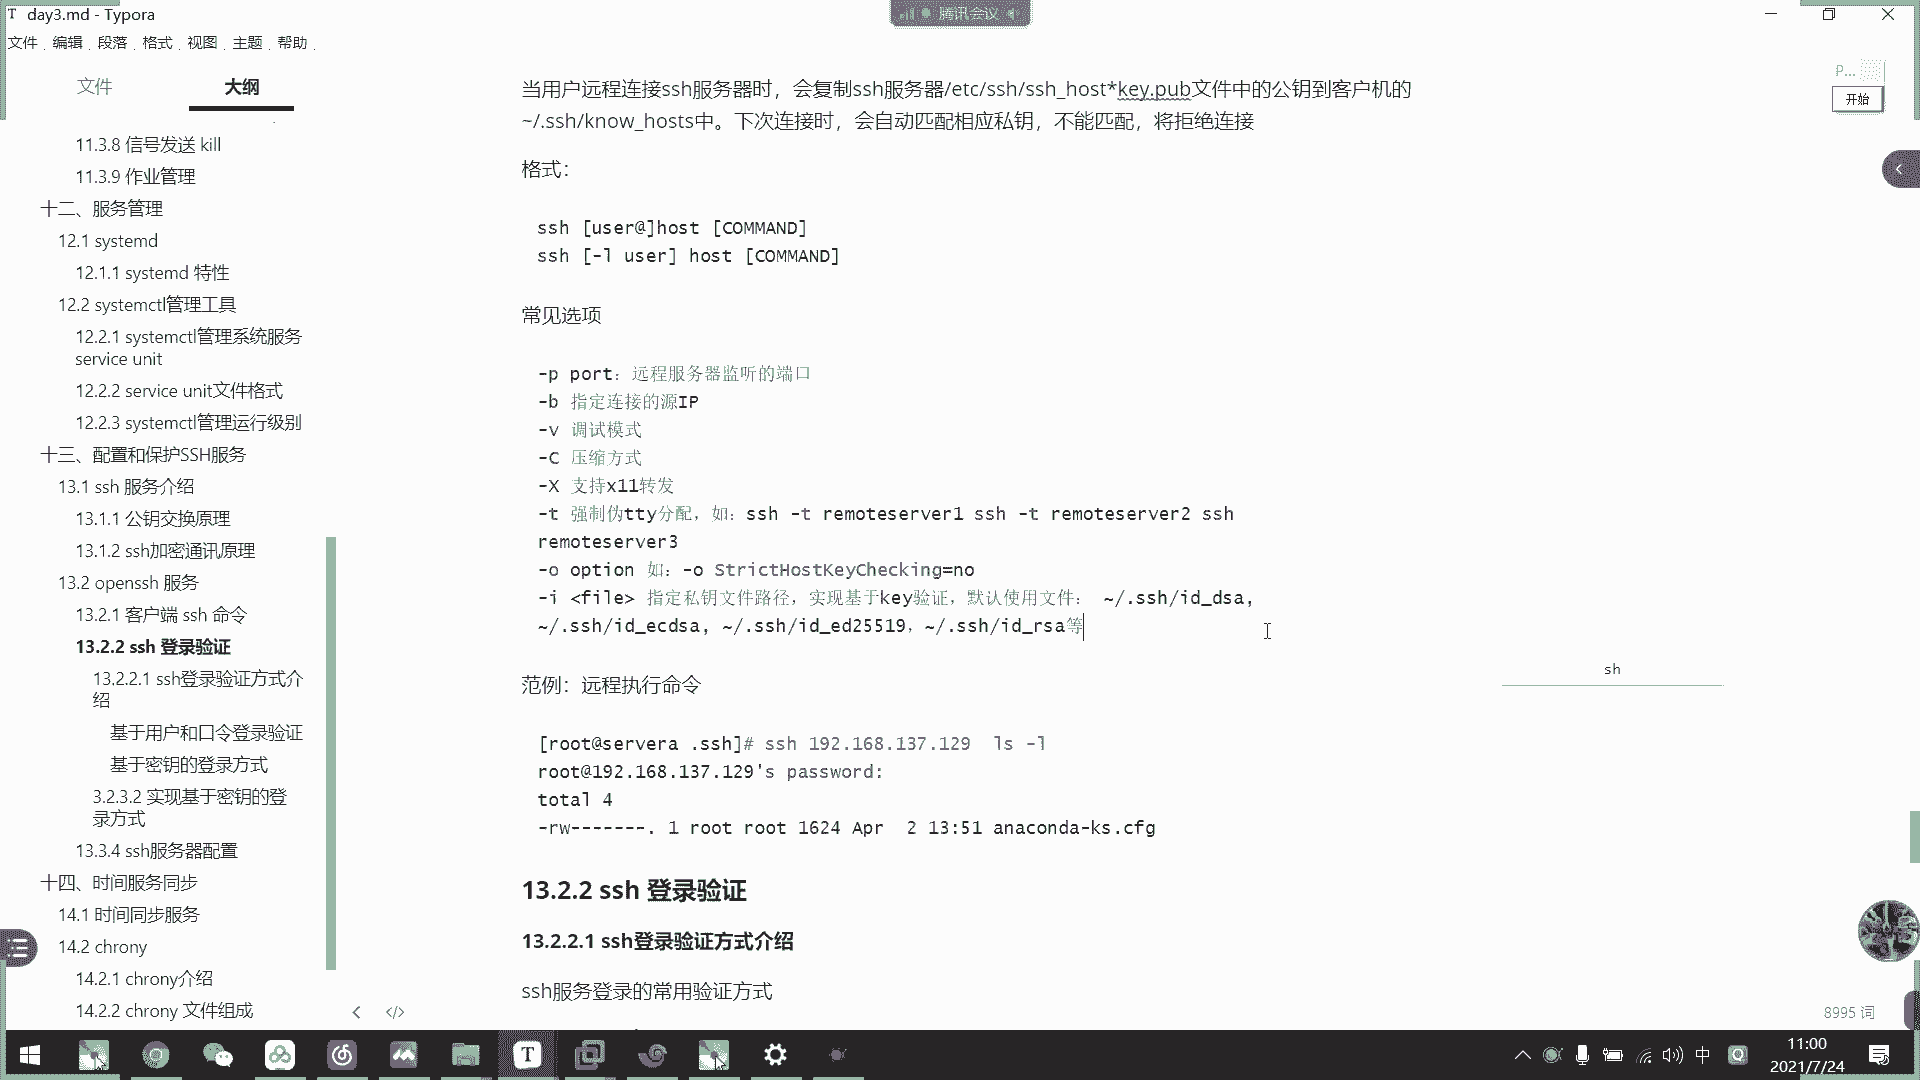 day3.md - Typora
腾讯会议
文件 编辑 段落 格式 视图 主题 帮助
文件 大纲
11.3.8 信号发送 kill
11.3.9 作业管理
十二、服务管理
12.1 systemd
12.1.1 systemd 特性
12.2 systemctl管理工具
12.2.1 systemctl管理系统服务
service unit
12.2.2 service unit文件格式
12.2.3 systemctl管理运行级别
十三、配置和保护SSH服务
13.1 ssh 服务介绍
13.1.1 公钥交换原理
13.1.2 ssh加密通讯原理
13.2 openssh 服务
13.2.1 客户端 ssh 命令
13.2.2 ssh 登录验证
13.2.2.1 ssh登录验证方式介
绍
基于用户和口令登录验证
基于密钥的登录方式
3.2.3.2 实现基于密钥的登
录方式
13.3.4 ssh服务器配置
十四、时间服务同步
14.1 时间同步服务
14.2 chrony
14.2.1 chrony介绍
14.2.2 chrony 文件组成
当用户远程连接ssh服务器时，会复制ssh服务器/etc/ssh/ssh_host*key.pub文件中的公钥到客户机的
~/.ssh/know_hosts中。下次连接时，会自动匹配相应私钥，不能匹配，将拒绝连接
格式：
ssh [user@]host [COMMAND]
ssh [-l user] host [COMMAND]
常见选项
-p port：远程服务器监听的端口
-b 指定连接的源IP
-v 调试模式
-C 压缩方式
-X 支持x11转发
-t 强制伪tty分配，如：ssh -t remoteserver1 ssh -t remoteserver2 ssh
remoteserver3
-o option 如：-o StrictHostKeyChecking=no
-i <file> 指定私钥文件路径，实现基于key验证，默认使用文件： ~/.ssh/id_dsa,
~/.ssh/id_ecdsa, ~/.ssh/id_ed25519，~/.ssh/id_rsa等
范例：远程执行命令
[root@servera .ssh]# ssh 192.168.137.129 ls -l
root@192.168.137.129's password:
total 4
-rw-------. 1 root root 1624 Apr 2 13:51 anaconda-ks.cfg
13.2.2 ssh 登录验证
13.2.2.1 ssh登录验证方式介绍
ssh服务登录的常用验证方式
P...
开始
sh
8995 词
中
11:00
2021/7/24